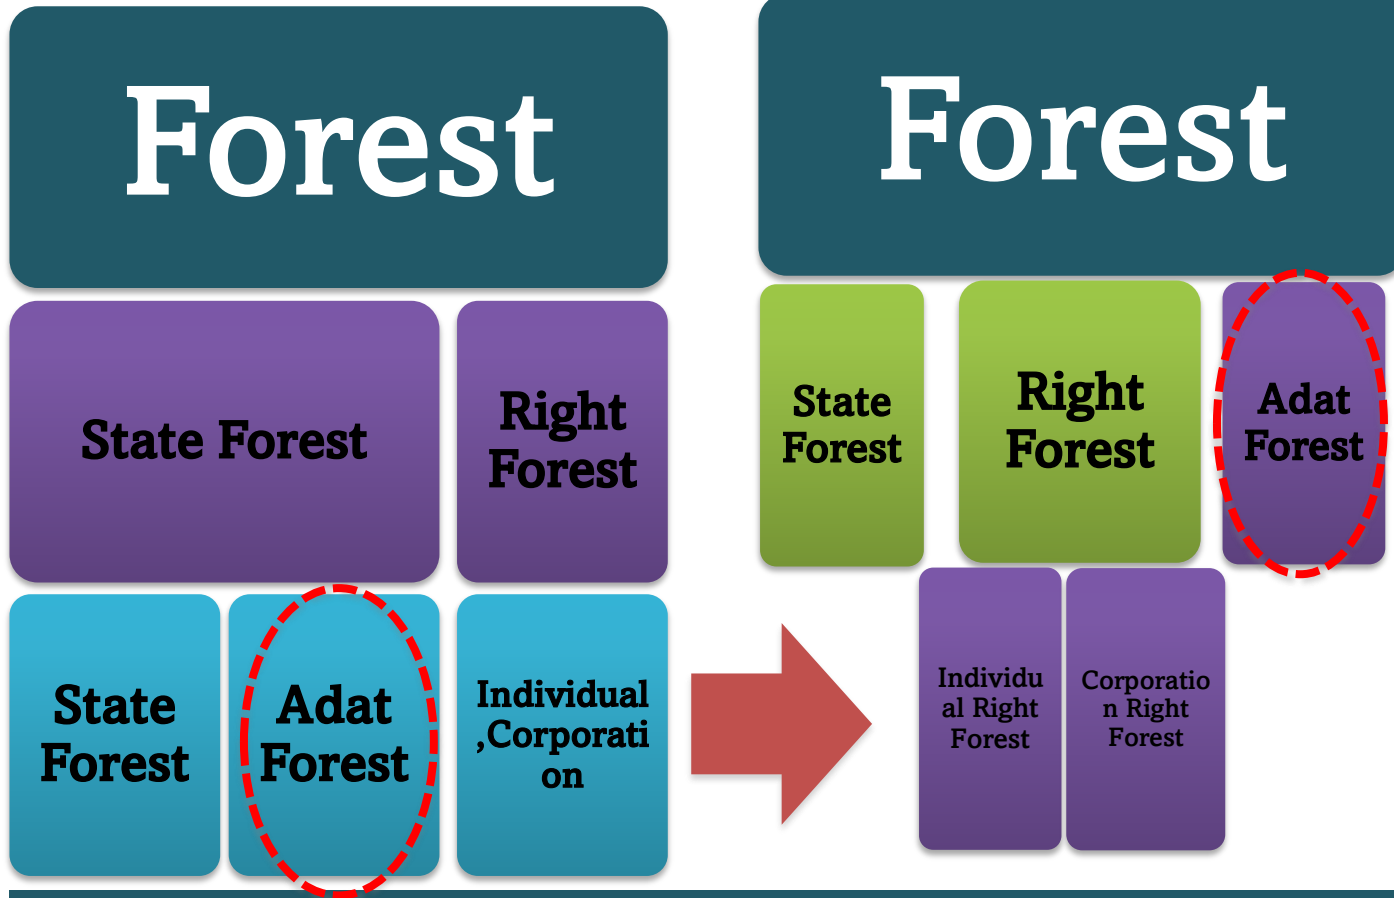 Forest
State Forest
Right
Forest
State
Forest
Adat
Forest
Individual
,Corporati
on
Forest
State
Forest
Right
Forest
Adat
Forest
Individu
al Right
Forest
Corporatio
n Right
Forest